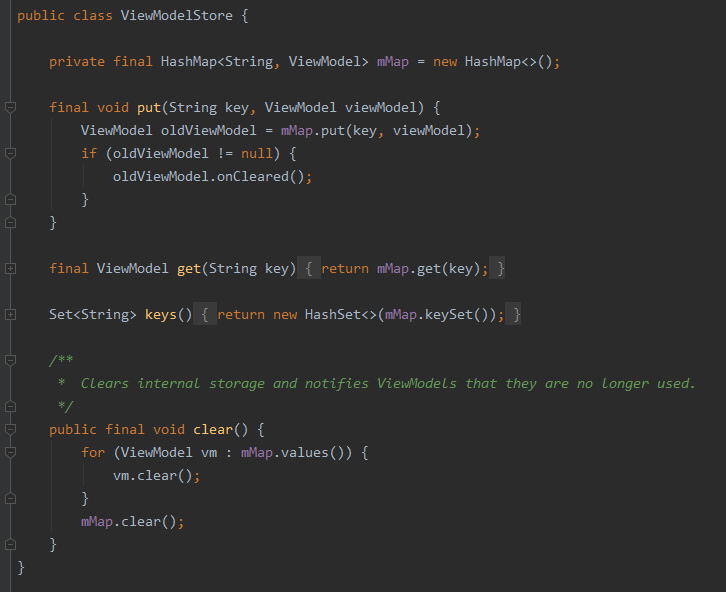 public class ViewModelStore {
private final HashMap<String, ViewModel> mMap = new HashMap<>();
final void put(String key, ViewModel viewModel) {
ViewModel oldViewModel = mMap.put(key, viewModel);
if (oldViewModel != null) {
oldViewModel.onCleared();
}
}
final ViewModel get(String key) { return mMap.get(key); }
Set<String> keys() { return new HashSet<>(mMap.keySet()); }
/**
*  Clears internal storage and notifies ViewModels that they are no longer used.
*/
public final void clear() {
for (ViewModel vm : mMap.values()) {
vm.clear();
}
mMap.clear();
}
}